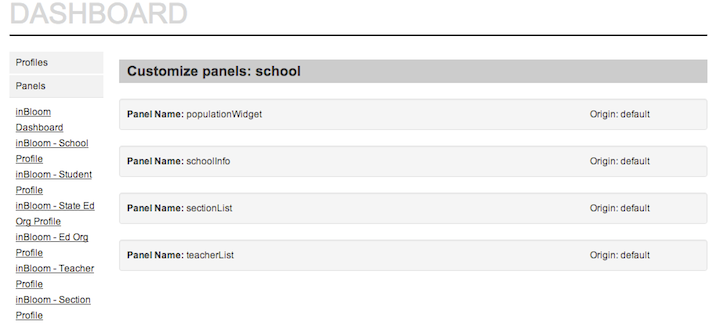 DASHBOARD
Profiles
Panels
inBloom
Dashboard
inBloom - School
Profile
inBloom - Student
Profile
inBloom - State Ed
Org Profile
inBloom - Ed Org
Profile
inBloom - Teacher
Profile
inBloom - Section
Profile
Customize panels: school
Panel Name: populationWidget Origin: default
Panel Name: schoolInfo Origin: default
Panel Name: sectionList Origin: default
Panel Name: teacherList Origin: default